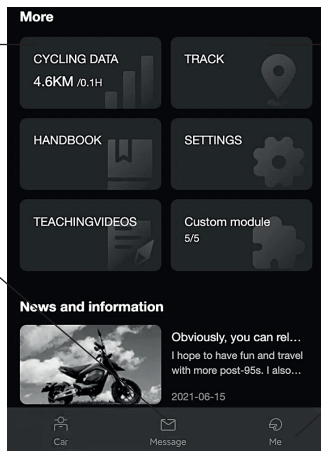 More
CYCLING DATA
4.6KM /0.1H
TRACK
HANDBOOK
SETTINGS
TEACHINGVIDEOS
Custom module
5/5
News and information
Obviously, you can rel...
I hope to have fun and travel
with more post-95s. I also...
2021-06-15
Car
Message
Me